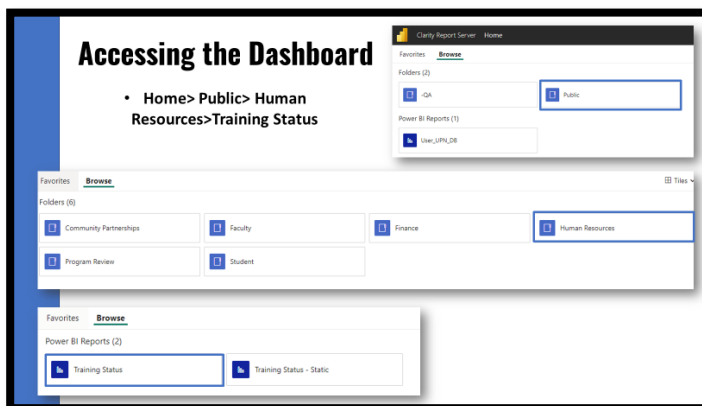 Accessing the Dashboard
• Home> Public> Human
Resources>Training Status
Clarity Report Server Home
Favorites Browse
Folders (2)
-QA Public
Power BI Reports (1)
User_UPN_DB
Favorites Browse Tiles
Folders (6)
Community Partnerships Faculty Finance Human Resources
Program Review Student
Favorites Browse
Power BI Reports (2)
Training Status Training Status - Static